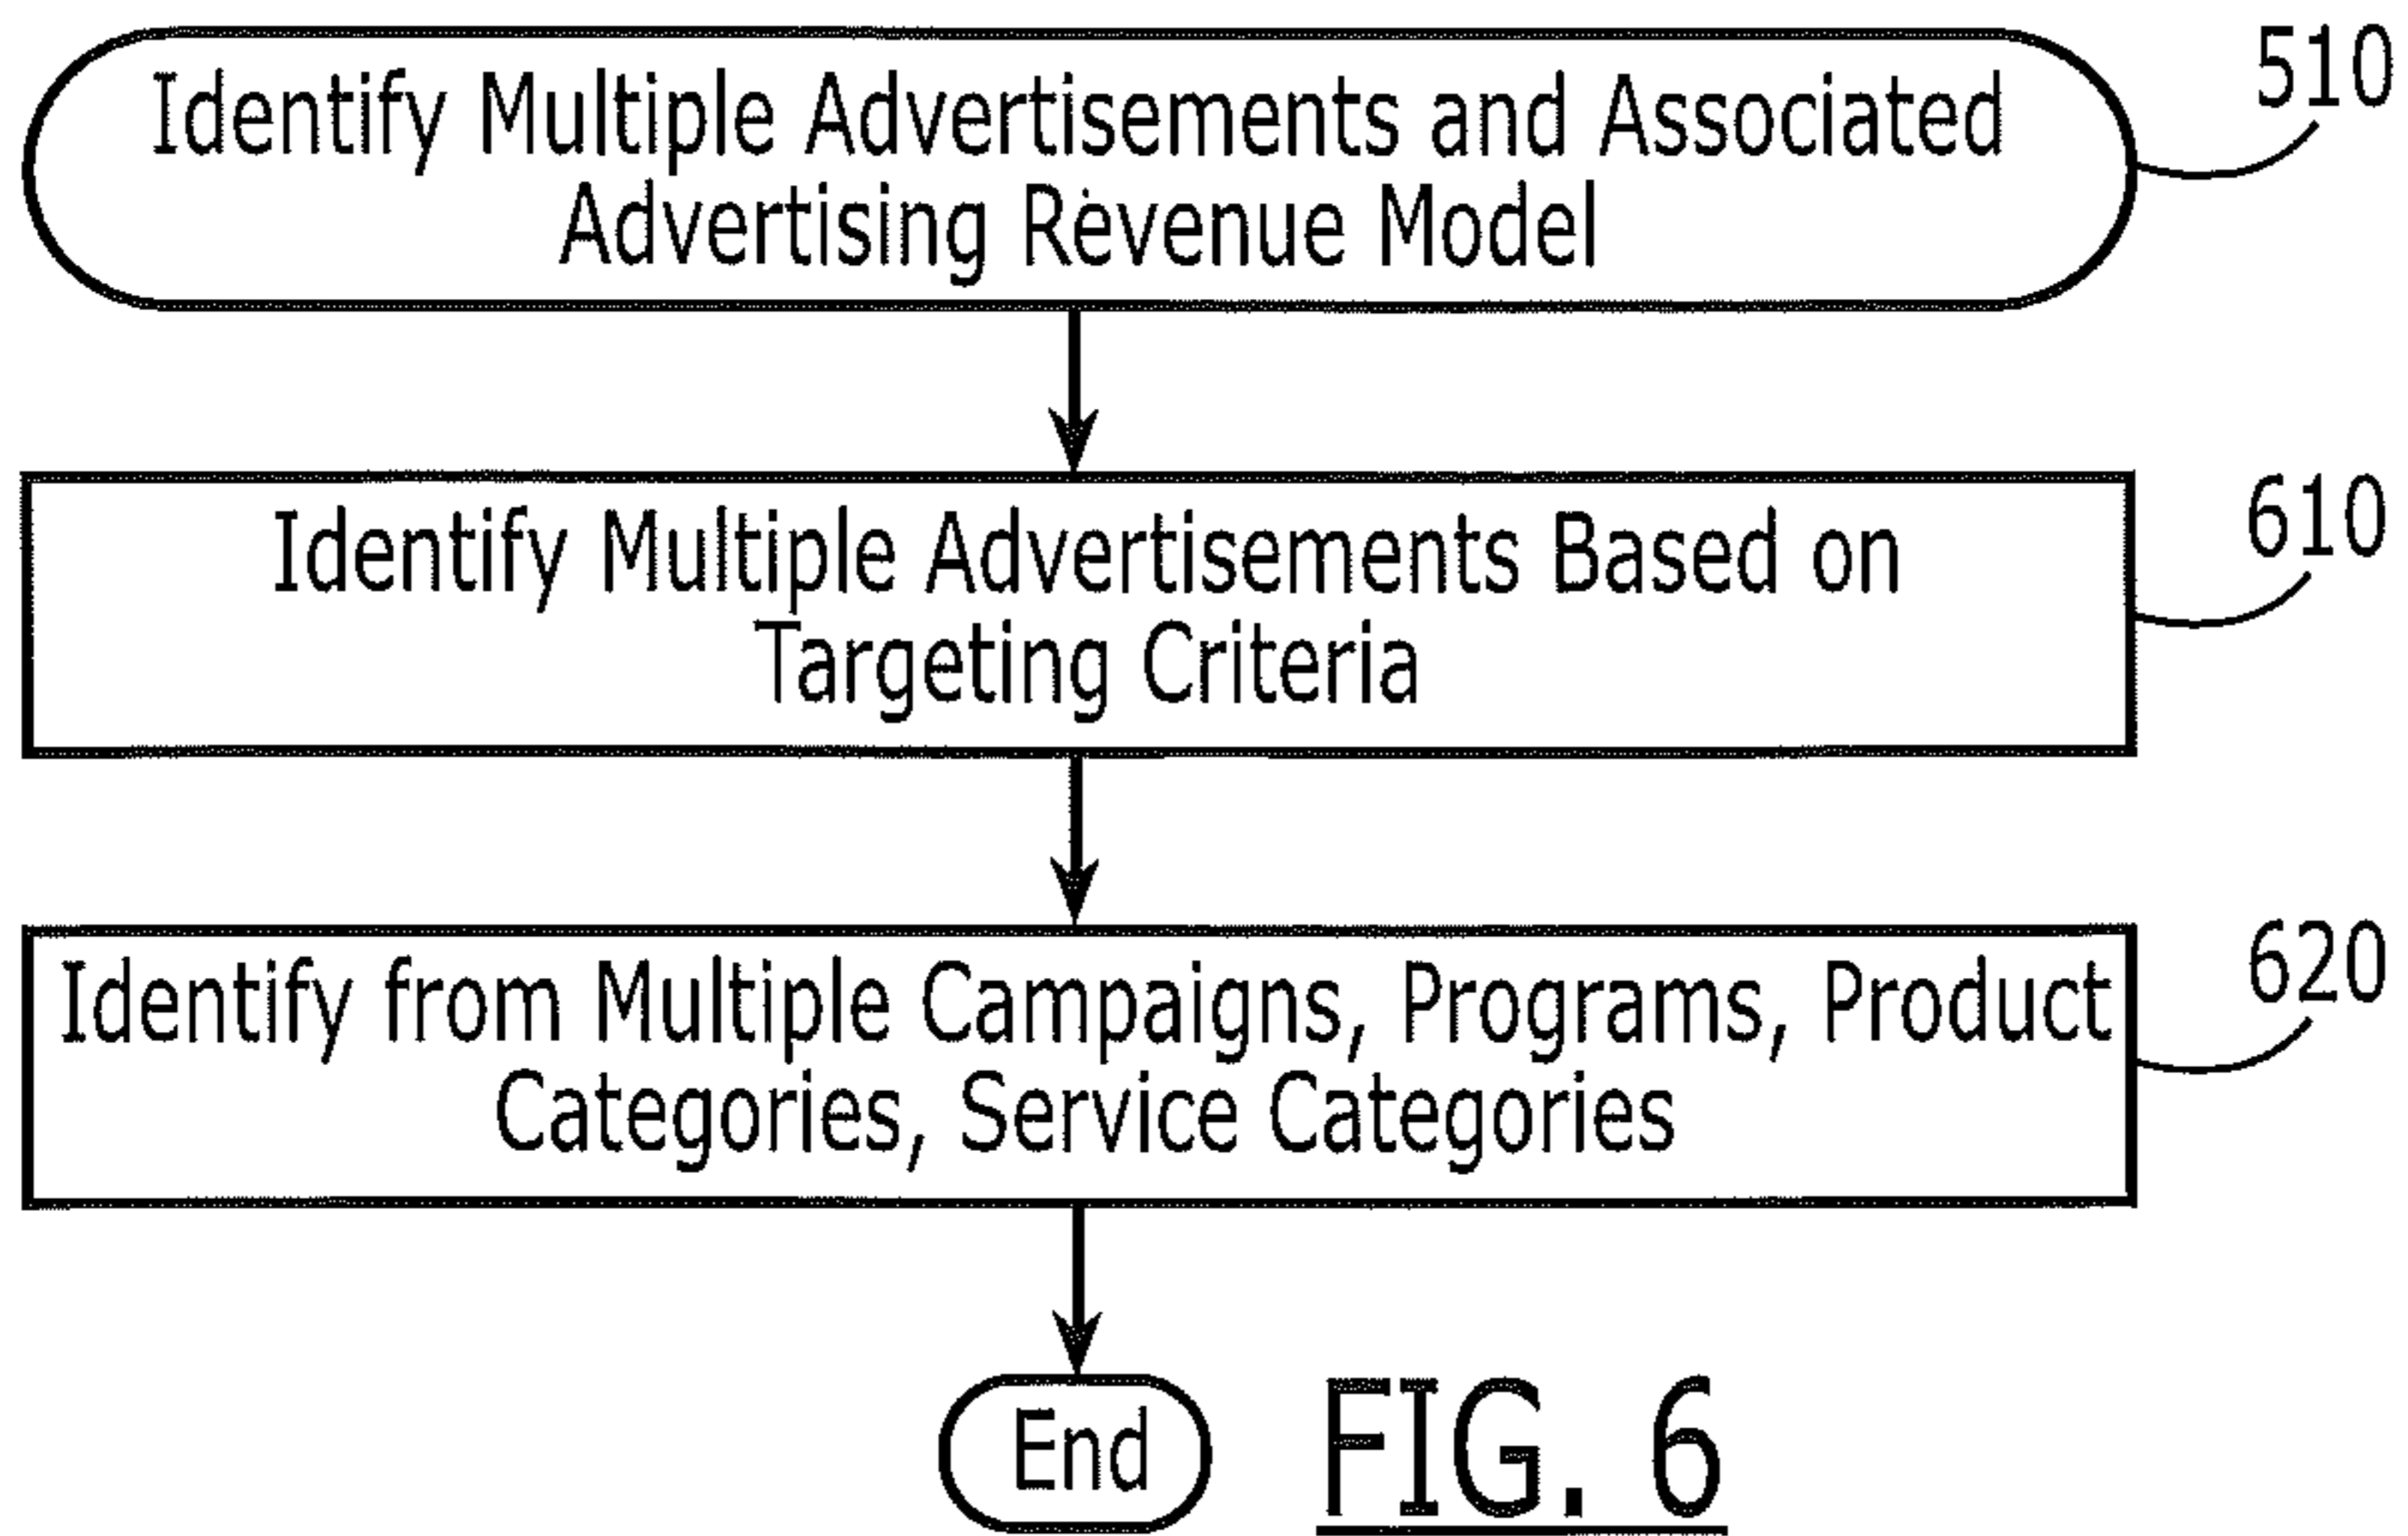 Identify Multiple Advertisements and Associated
Advertising Revenue Model
510
Identify Multiple Advertisements Based on
Targeting Criteria
610
Identify from Multiple Campaigns, Programs, Product
Categories, Service Categories
620
End
FIG. 6